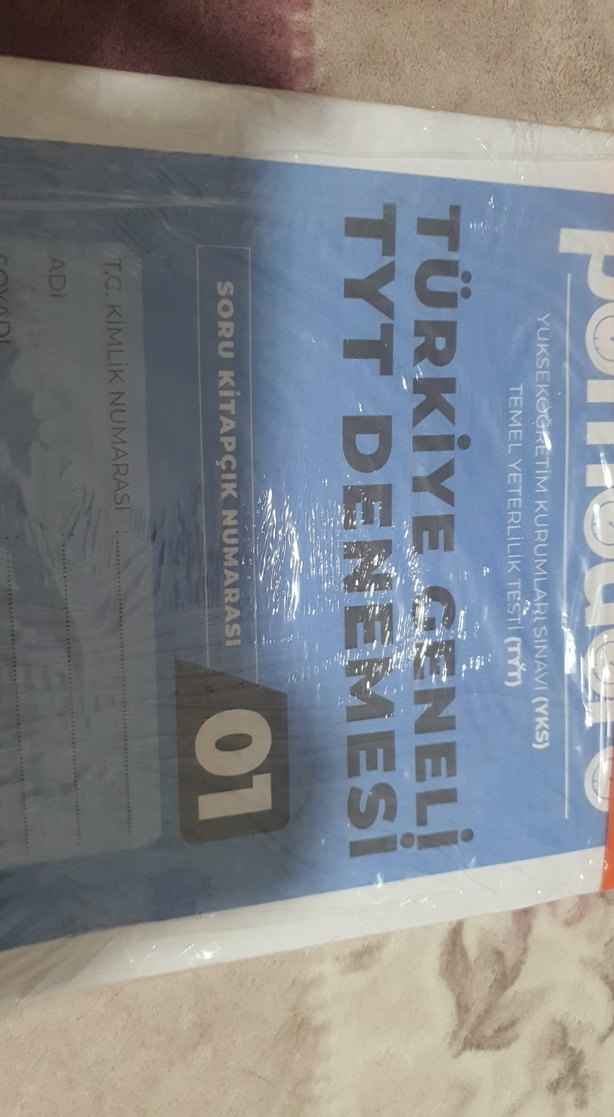 YÜKSEKÖĞRETİM KURUMLARI SINAVI (YKS)
TEMEL YETERLİLİK TESTİ (TYT)
TÜRKİYE GENELİ
TYT DENEMESİ
SORU KİTAPÇIK NUMARASI 01
T.C. KİMLİK NUMARASI
ADI
SOYADI